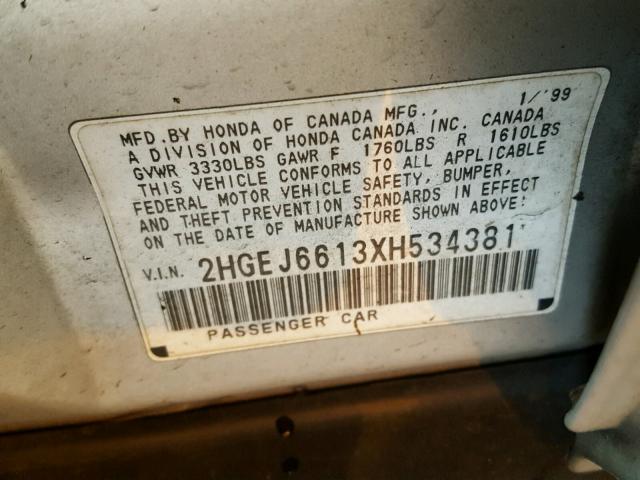 MFD. BY HONDA OF CANADA MFG., 1/'99
A DIVISION OF HONDA CANADA INC. CANADA
GVWR 3330LBS GAWR F 1760LBS R 1610LBS
THIS VEHICLE CONFORMS TO ALL APPLICABLE
FEDERAL MOTOR VEHICLE SAFETY, BUMPER,
AND THEFT PREVENTION STANDARDS IN EFFECT
ON THE DATE OF MANUFACTURE SHOWN ABOVE.
V.I.N. 2HGEJ6613XH534381
PASSENGER CAR